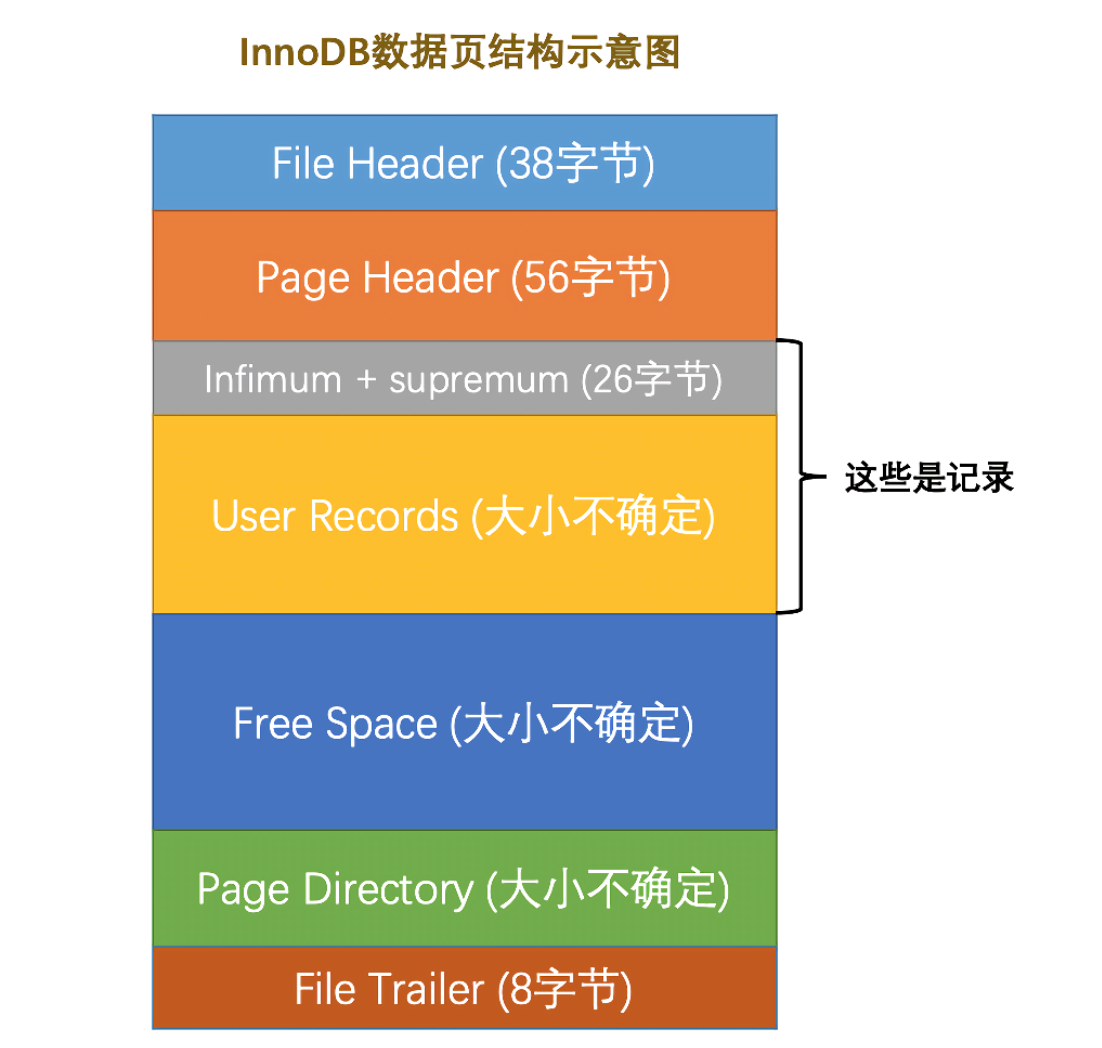 InnoDB数据页结构示意图
File Header (38字节)
Page Header (56字节)
Infimum + supremum (26字节)
User Records (大小不确定)
这些是记录
Free Space (大小不确定)
Page Directory (大小不确定)
File Trailer (8字节)